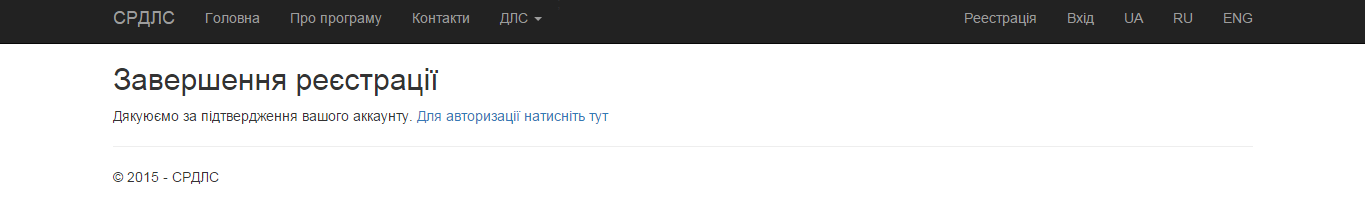 СРДЛС Головна Про програму Контакти ДЛС Реестрація Вхід UA RU ENG
Завершення реєстрації
Дякуюємо за підтвердження вашого аккаунту. Для авторизації натисніть тут
© 2015 - СРДЛС